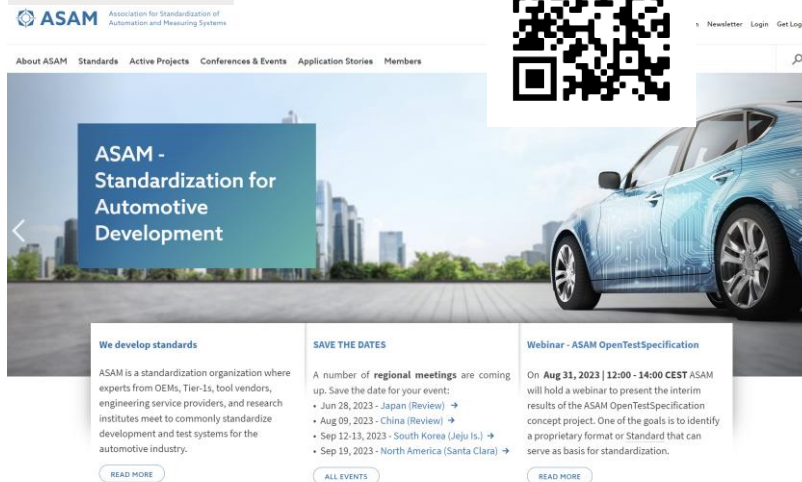 ASAM
Association for Standardization of
Automation and Measuring Systems
Newsletter Login Get Log
About ASAM Standards Active Projects Conferences & Events Application Stories Members
ASAM -
Standardization for
Automotive
Development
We develop standards
ASAM is a standardization organization where
experts from OEMs, Tier-1s, tool vendors,
engineering service providers, and research
institutes meet to commonly standardize
development and test systems for the
automotive industry.
READ MORE
SAVE THE DATES
A number of regional meetings are coming
up. Save the date for your event:
• Jun 28, 2023 - Japan (Review) →
• Aug 09, 2023 - China (Review) →
• Sep 12-13, 2023 - South Korea (Jeju Is.) →
• Sep 19, 2023 - North America (Santa Clara) →
ALL EVENTS
Webinar - ASAM OpenTestSpecification
On Aug 31, 2023 | 12:00 - 14:00 CEST ASAM
will hold a webinar to present the interim
results of the ASAM OpenTestSpecification
concept project. One of the goals is to identify
a proprietary format or Standard that can
serve as basis for standardization.
READ MORE